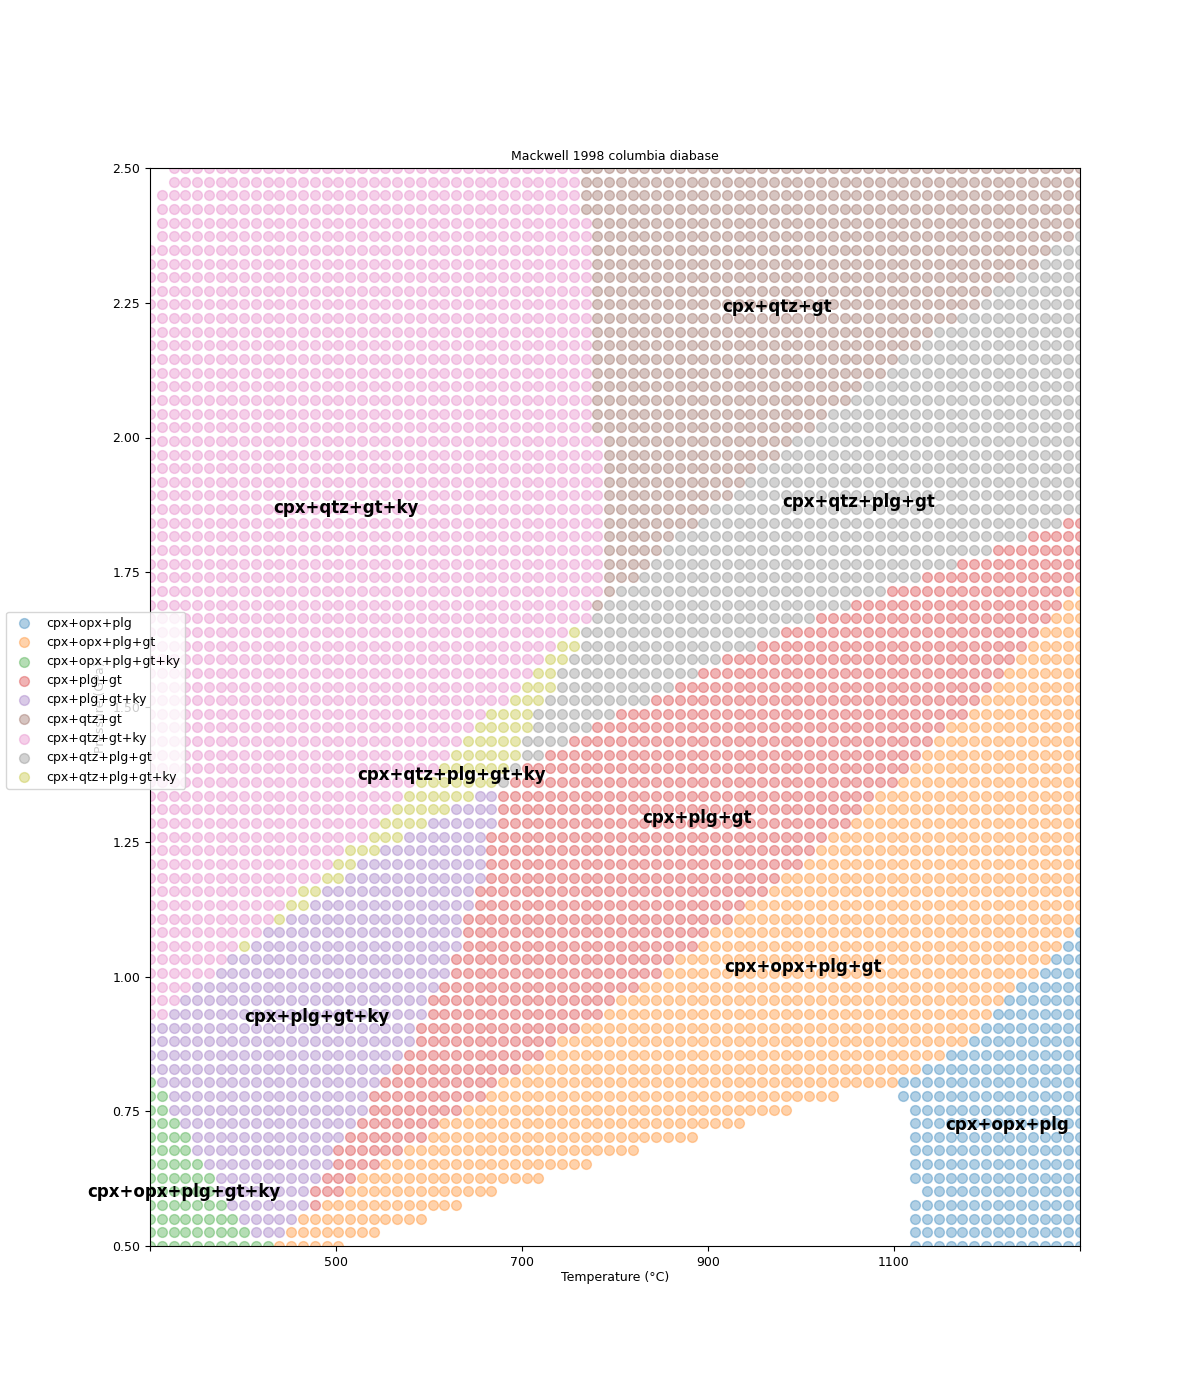 Mackwell 1998 columbia diabase
2.50
cpx+qtz+gt
2.25
2.00
cpx+qtz+gt+ky
cpx+qtz+plg+gt
1.75
cpx+opx+plg
cpx+opx+plg+gt
cpx+opx+plg+gt+ky
cpx+plg+gt
cpx+plg+gt+ky
cpx+qtz+gt
cpx+qtz+gt+ky
cpx+qtz+plg+gt
cpx+qtz+plg+gt+ky
1.50
cpx+qtz+plg+gt+ky
cpx+plg+gt
1.25
cpx+opx+plg+gt
1.00
cpx+plg+gt+ky
cpx+opx+plg
0.75
cpx+opx+plg+gt+ky
0.50
500 700 900 1100
Temperature (°C)